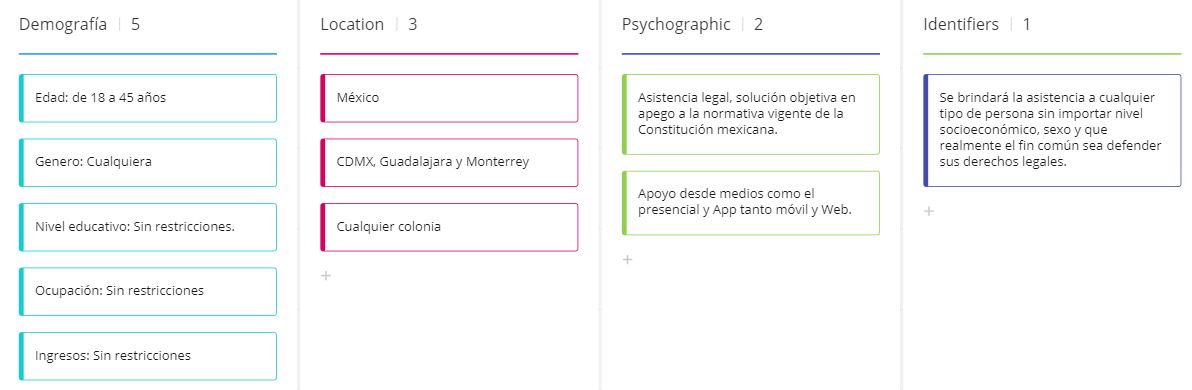 Demografía | 5
Edad: de 18 a 45 años
Genero: Cualquiera
Nivel educativo: Sin restricciones.
Ocupación: Sin restricciones
Ingresos: Sin restricciones
Location | 3
México
CDMX, Guadalajara y Monterrey
Cualquier colonia
+
Psychographic | 2
Asistencia legal, solución objetiva en
apego a la normativa vigente de la
Constitución mexicana.
Apoyo desde medios como el
presencial y App tanto móvil y Web.
+
Identifiers | 1
Se brindará la asistencia a cualquier
tipo de persona sin importar nivel
socioeconómico, sexo y que
realmente el fin común sea defender
sus derechos legales.
+